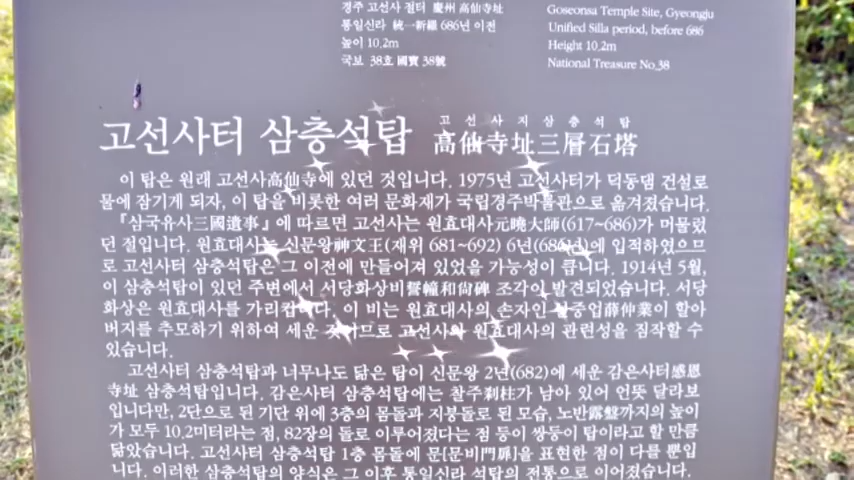 경주 고선사 절터 慶州 高仙寺址
통일신라 統一新羅 686년 이전
높이 10.2m
국보 38호 國寶 38號
Goseonsa Temple Site, Gyeongju
Unified Silla period, before 686
Height 10.2m
National Treasure No.38
고선사터 삼층석탑 高仙寺址三層石塔
고선사지삼층석탑
이 탑은 원래 고선사高仙寺에 있던 것입니다. 1975년 고선사터가 덕동댐 건설로
물에 잠기게 되자, 이 탑을 비롯한 여러 문화재가 국립경주박물관으로 옮겨졌습니다.
『삼국유사三國遺事』에 따르면 고선사는 원효대사元曉大師(617~686)가 머물렀
던 절입니다. 원효대사는 신문왕神文王(재위 681~692) 6년(686년)에 입적하였으므
로 고선사터 삼층석탑은 그 이전에 만들어져 있었을 가능성이 큽니다. 1914년 5월,
이 삼층석탑이 있던 주변에서 서당화상비誓幢和尙碑 조각이 발견되었습니다. 서당
화상은 원효대사를 가리킵니다. 이 비는 원효대사의 손자인 설중업薛仲業이 할아
버지를 추모하기 위하여 세운 것이므로 고선사와 원효대사의 관련성을 짐작할 수
있습니다.
고선사터 삼층석탑과 너무나도 닮은 탑이 신문왕 2년(682)에 세운 감은사터感恩
寺址 삼층석탑입니다. 감은사터 삼층석탑에는 찰주刹柱가 남아 있어 언뜻 달라보
입니다만, 2단으로 된 기단 위에 3층의 몸돌과 지붕돌로 된 모습, 노반露盤까지의 높이
가 모두 10.2미터라는 점, 82장의 돌로 이루어졌다는 점 등이 쌍둥이 탑이라고 할 만큼
닮았습니다. 고선사터 삼층석탑 1층 몸돌에 문[문비門扉]을 표현한 점이 다를 뿐입
니다. 이러한 삼층석탑의 양식은 그 이후 통일신라 석탑의 전통으로 이어졌습니다.